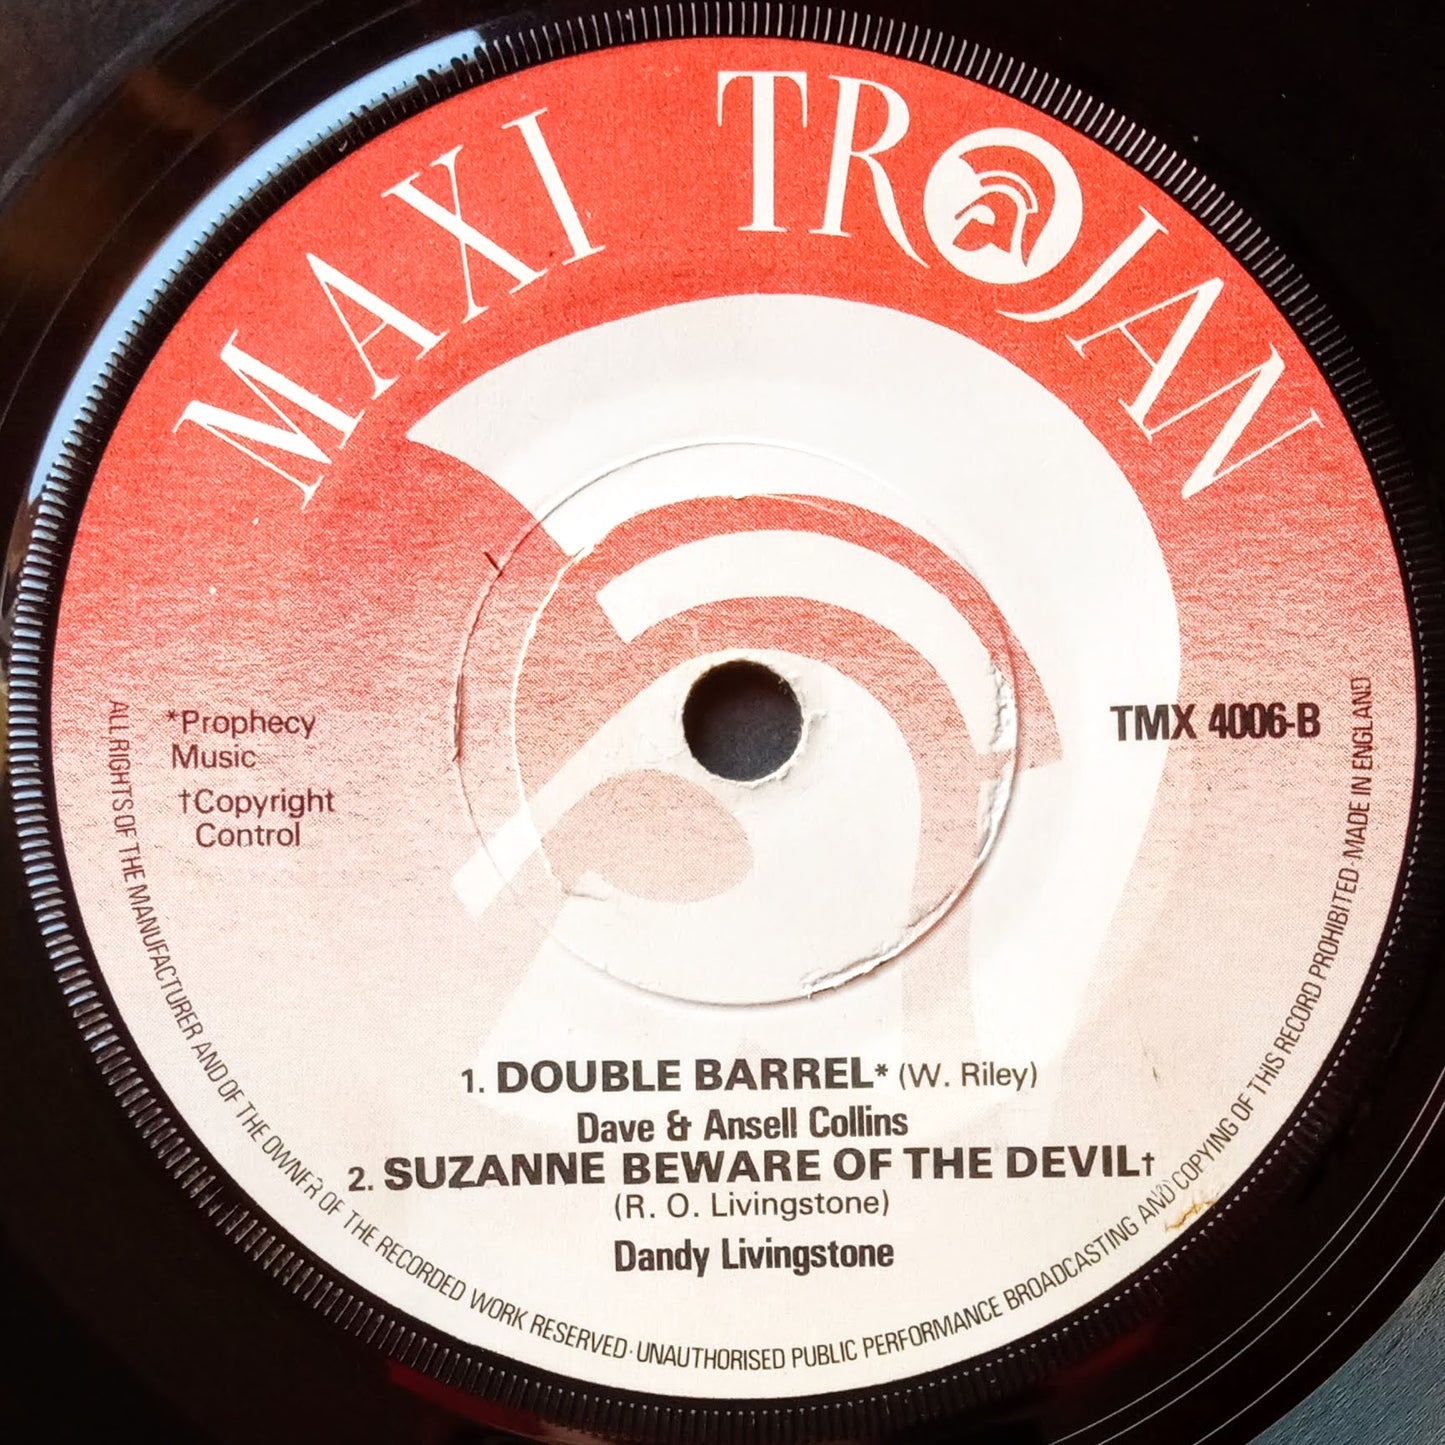 MAXI TROJAN
*Prophecy
Music
†Copyright
Control
TMX 4006-B
1. DOUBLE BARREL* (W. Riley)
Dave & Ansell Collins
2. SUZANNE BEWARE OF THE DEVIL†
(R. O. Livingstone)
Dandy Livingstone
ALL RIGHTS OF THE MANUFACTURER AND OF THE OWNER OF THE RECORDED WORK RESERVED · UNAUTHORISED PUBLIC PERFORMANCE BROADCASTING AND COPYING OF THIS RECORD PROHIBITED · MADE IN ENGLAND